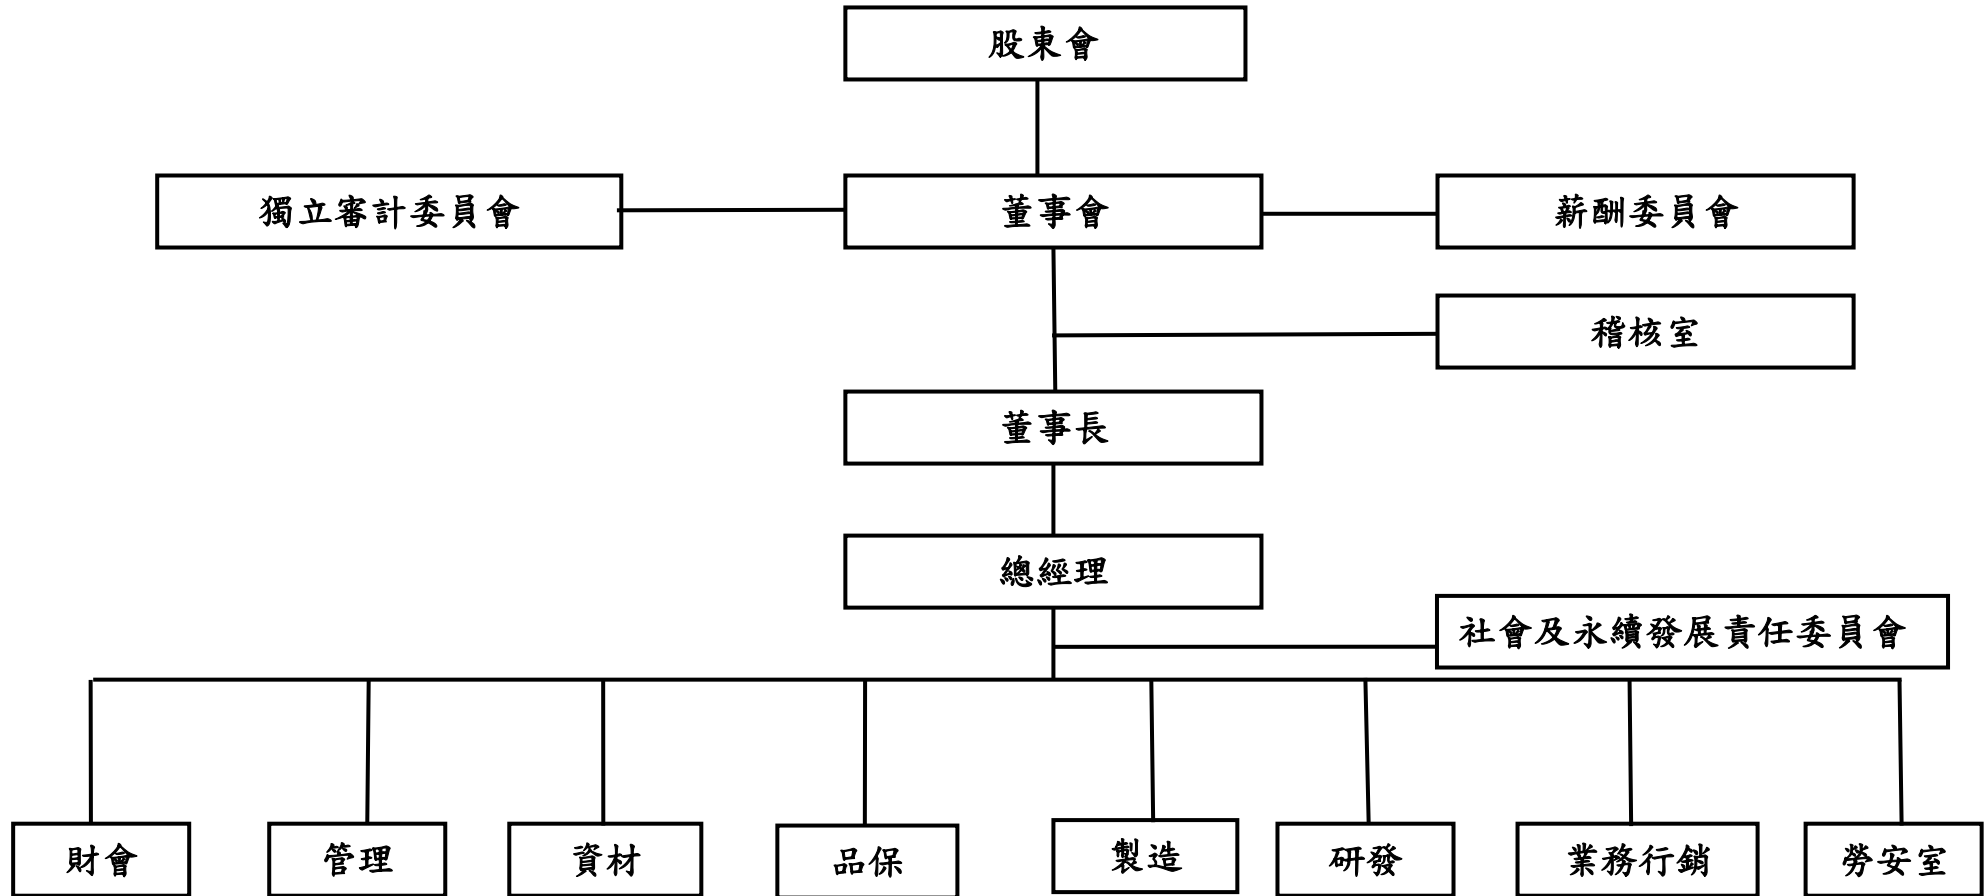 股東會
獨立審計委員會
董事會
薪酬委員會
稽核室
董事長
總經理
社會及永續發展責任委員會
財會
管理
資材
品保
製造
研發
業務行銷
勞安室